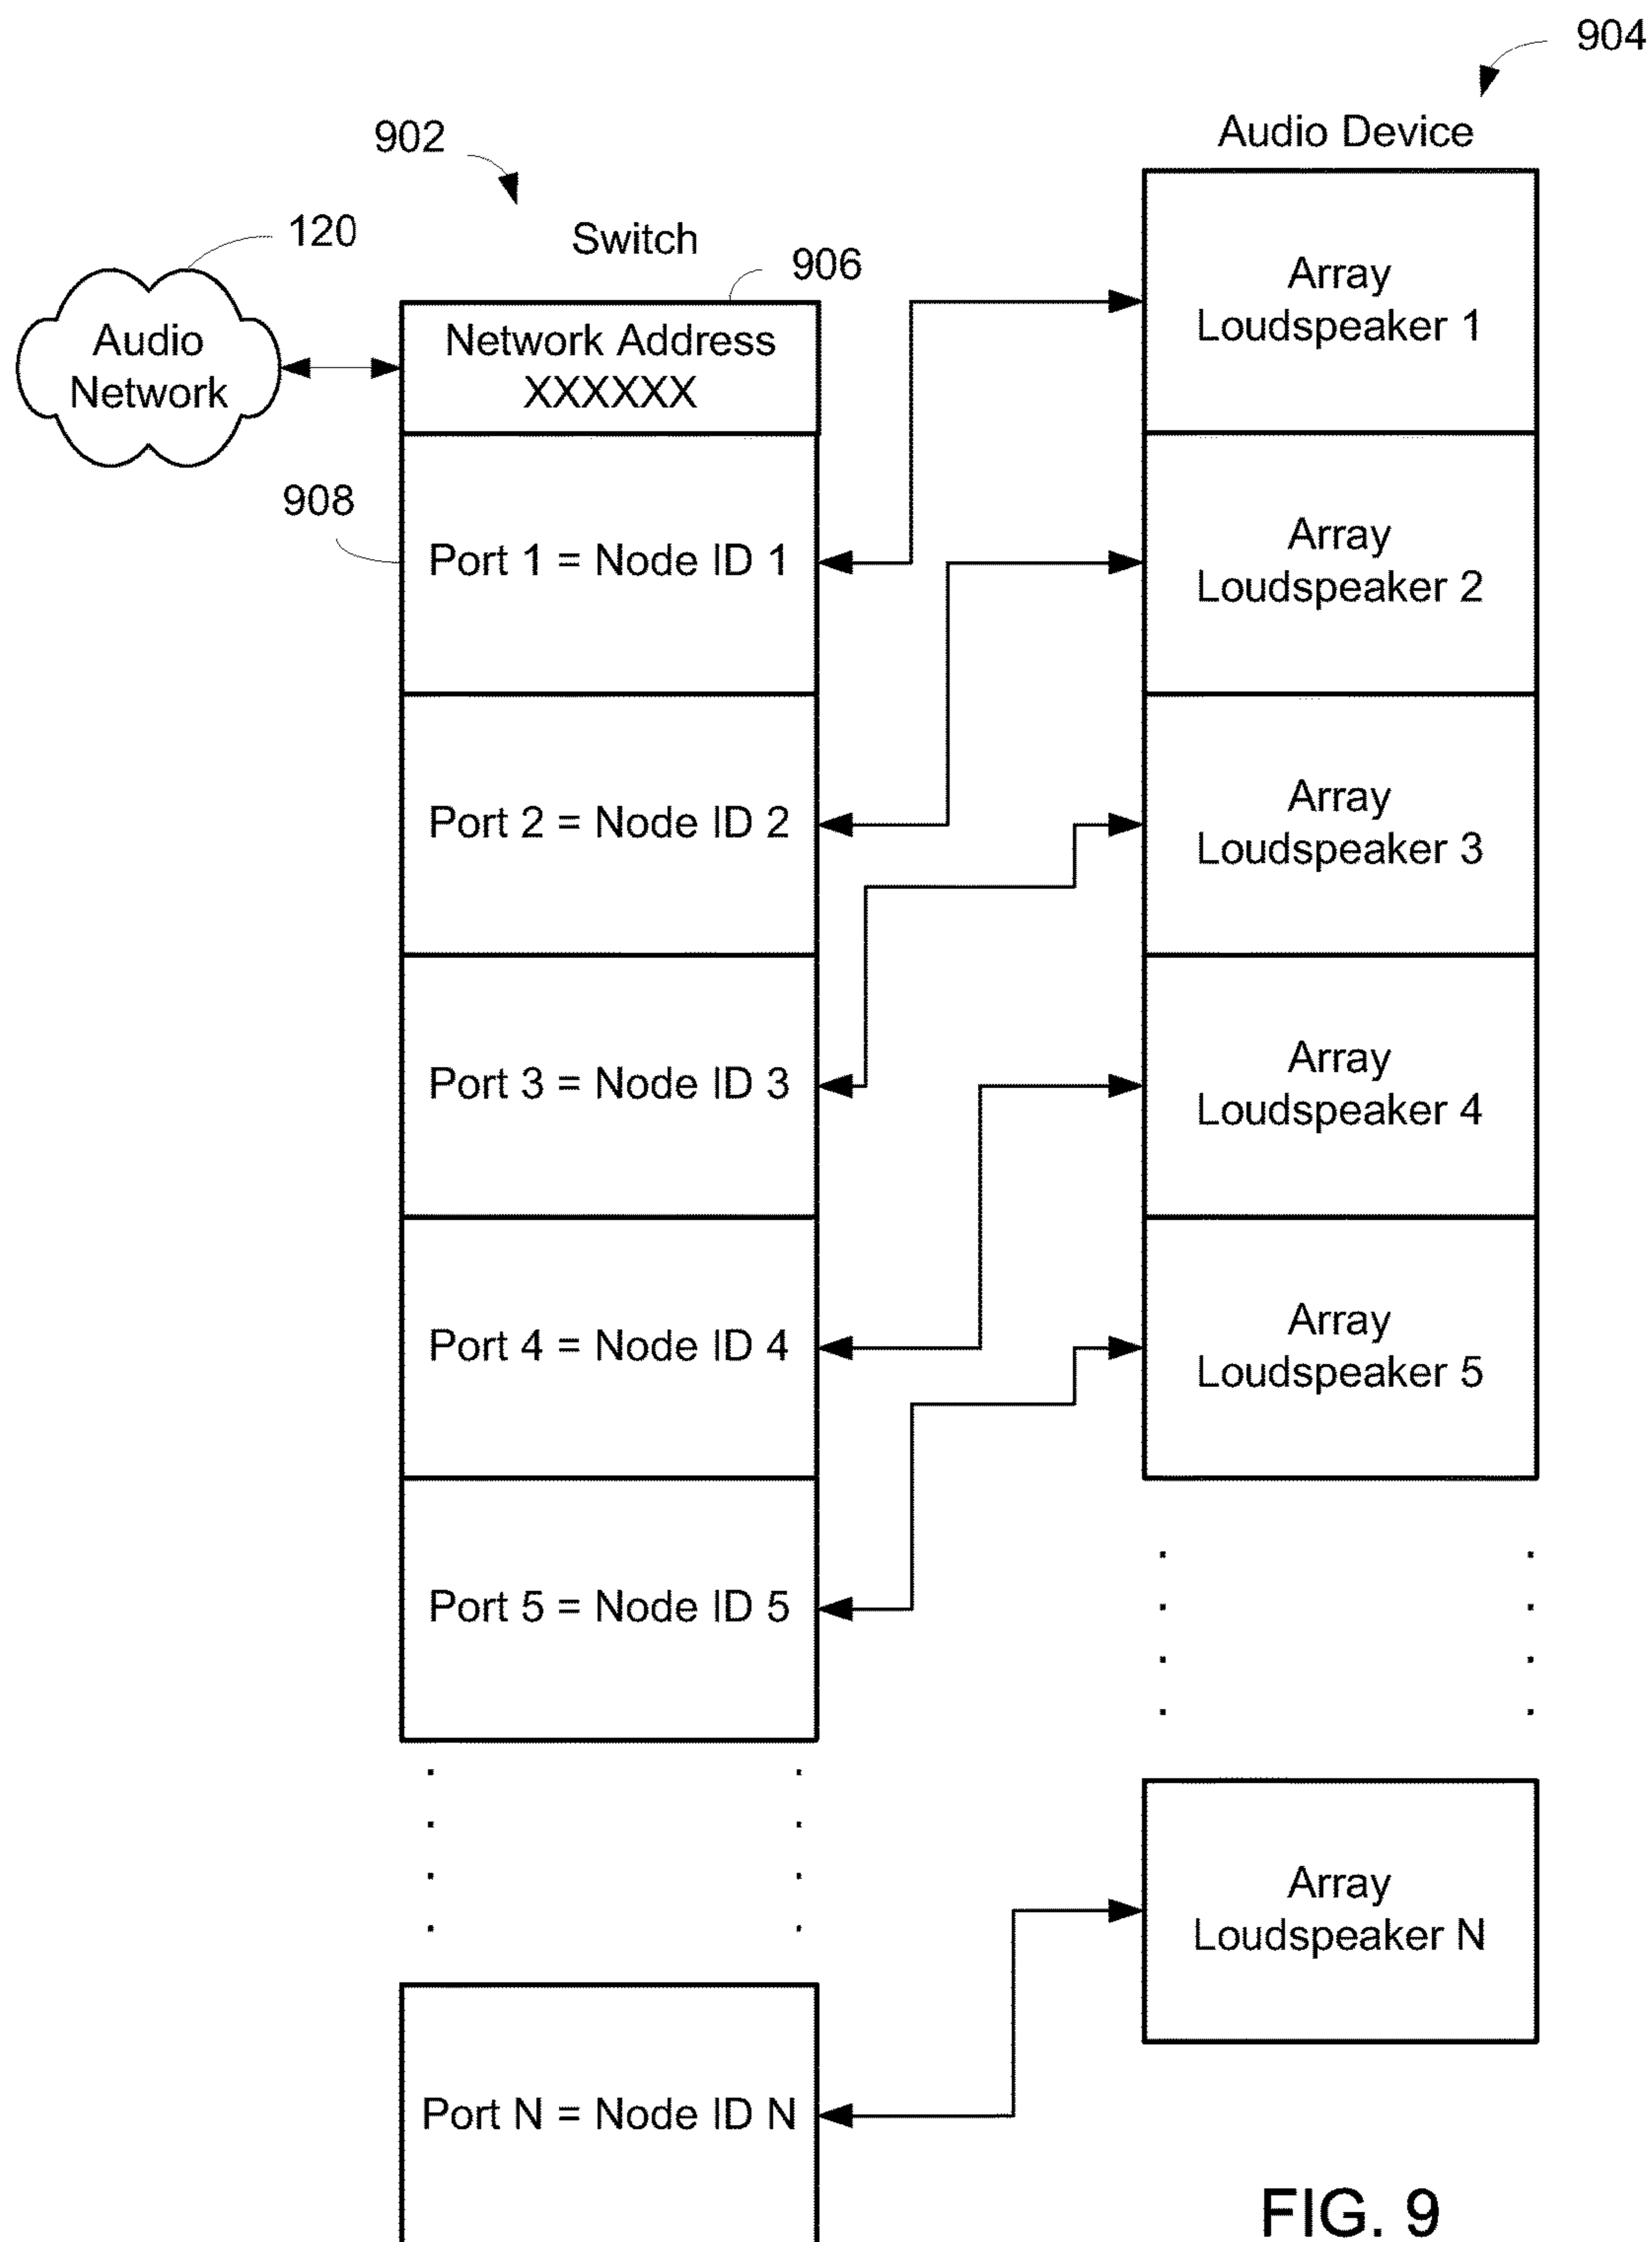 904
Audio Device
902
120
Switch
906
Audio
Network
Network Address
XXXXXX
908
Port 1 = Node ID 1
Port 2 = Node ID 2
Port 3 = Node ID 3
Port 4 = Node ID 4
Port 5 = Node ID 5
Port N = Node ID N
Array
Loudspeaker 1
Array
Loudspeaker 2
Array
Loudspeaker 3
Array
Loudspeaker 4
Array
Loudspeaker 5
Array
Loudspeaker N
FIG. 9